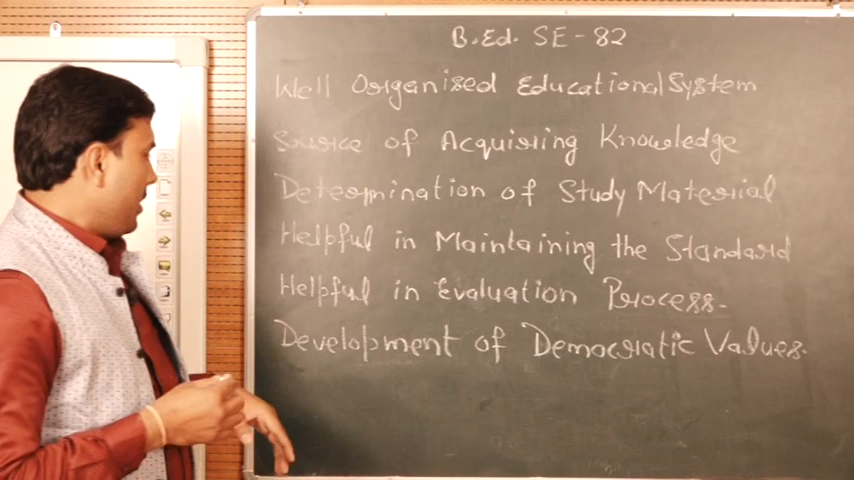 B.Ed. SE-82
Well Organised Educational System
Source of Acquiring Knowledge
Determination of Study Material
Helpful in Maintaining the Standard
Helpful in Evaluation Process.
Development of Democratic Values.